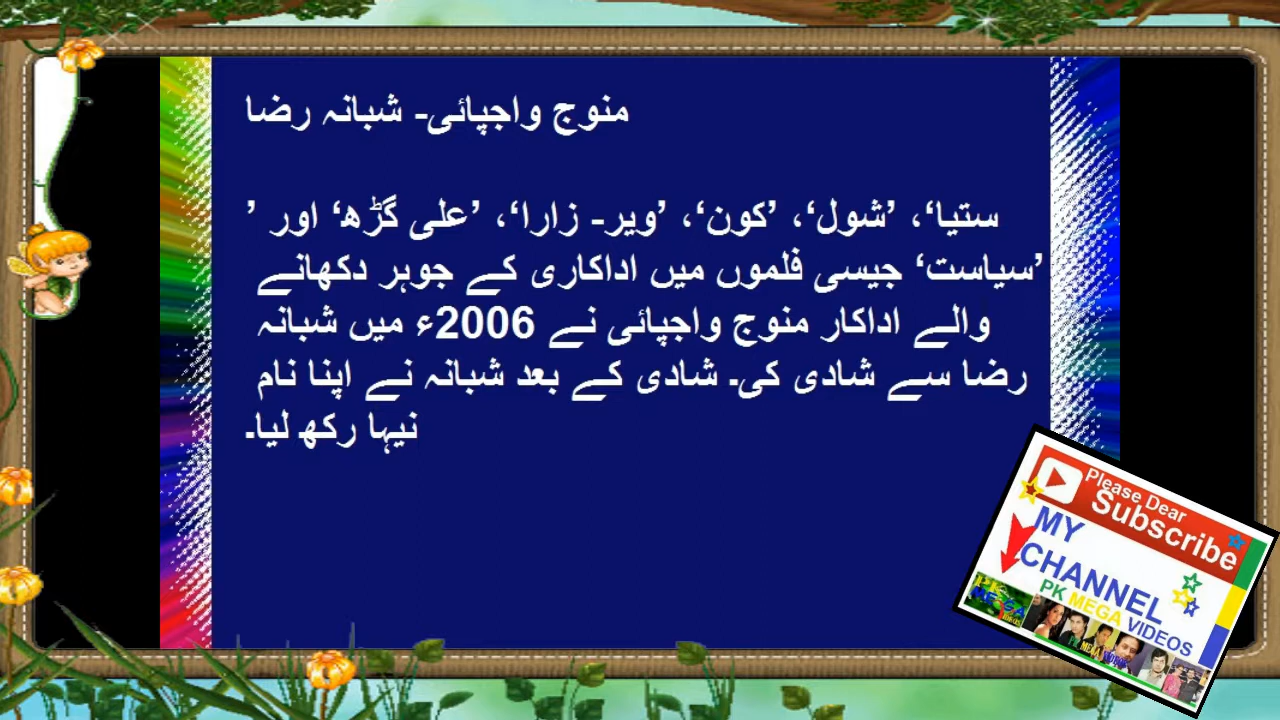 منوج واجپائی۔ شبانہ رضا
ستیا‘، ’شول‘، ’کون‘، ’ویر۔ زارا‘، ’علی گڑھ‘ اور ’
’سیاست‘ جیسی فلموں میں اداکاری کے جوہر دکھانے
والے اداکار منوج واجپائی نے 2006ء میں شبانہ
رضا سے شادی کی۔ شادی کے بعد شبانہ نے اپنا نام
نیہا رکھ لیا۔
Please Dear
Subscribe
MY
CHANNEL
PK MEGA VIDEOS